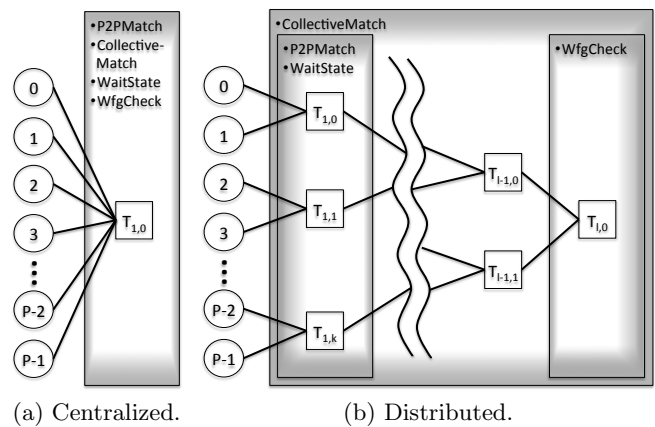 •P2PMatch
•Collective-
Match
•WaitState
•WfgCheck
0
1
2
3
P-2
P-1
T1,0
(a) Centralized.
•CollectiveMatch
•P2PMatch
•WaitState
•WfgCheck
0
1
2
3
P-2
P-1
T1,0
T1,1
T1,k
Tl-1,0
Tl-1,1
Tl,0
(b) Distributed.